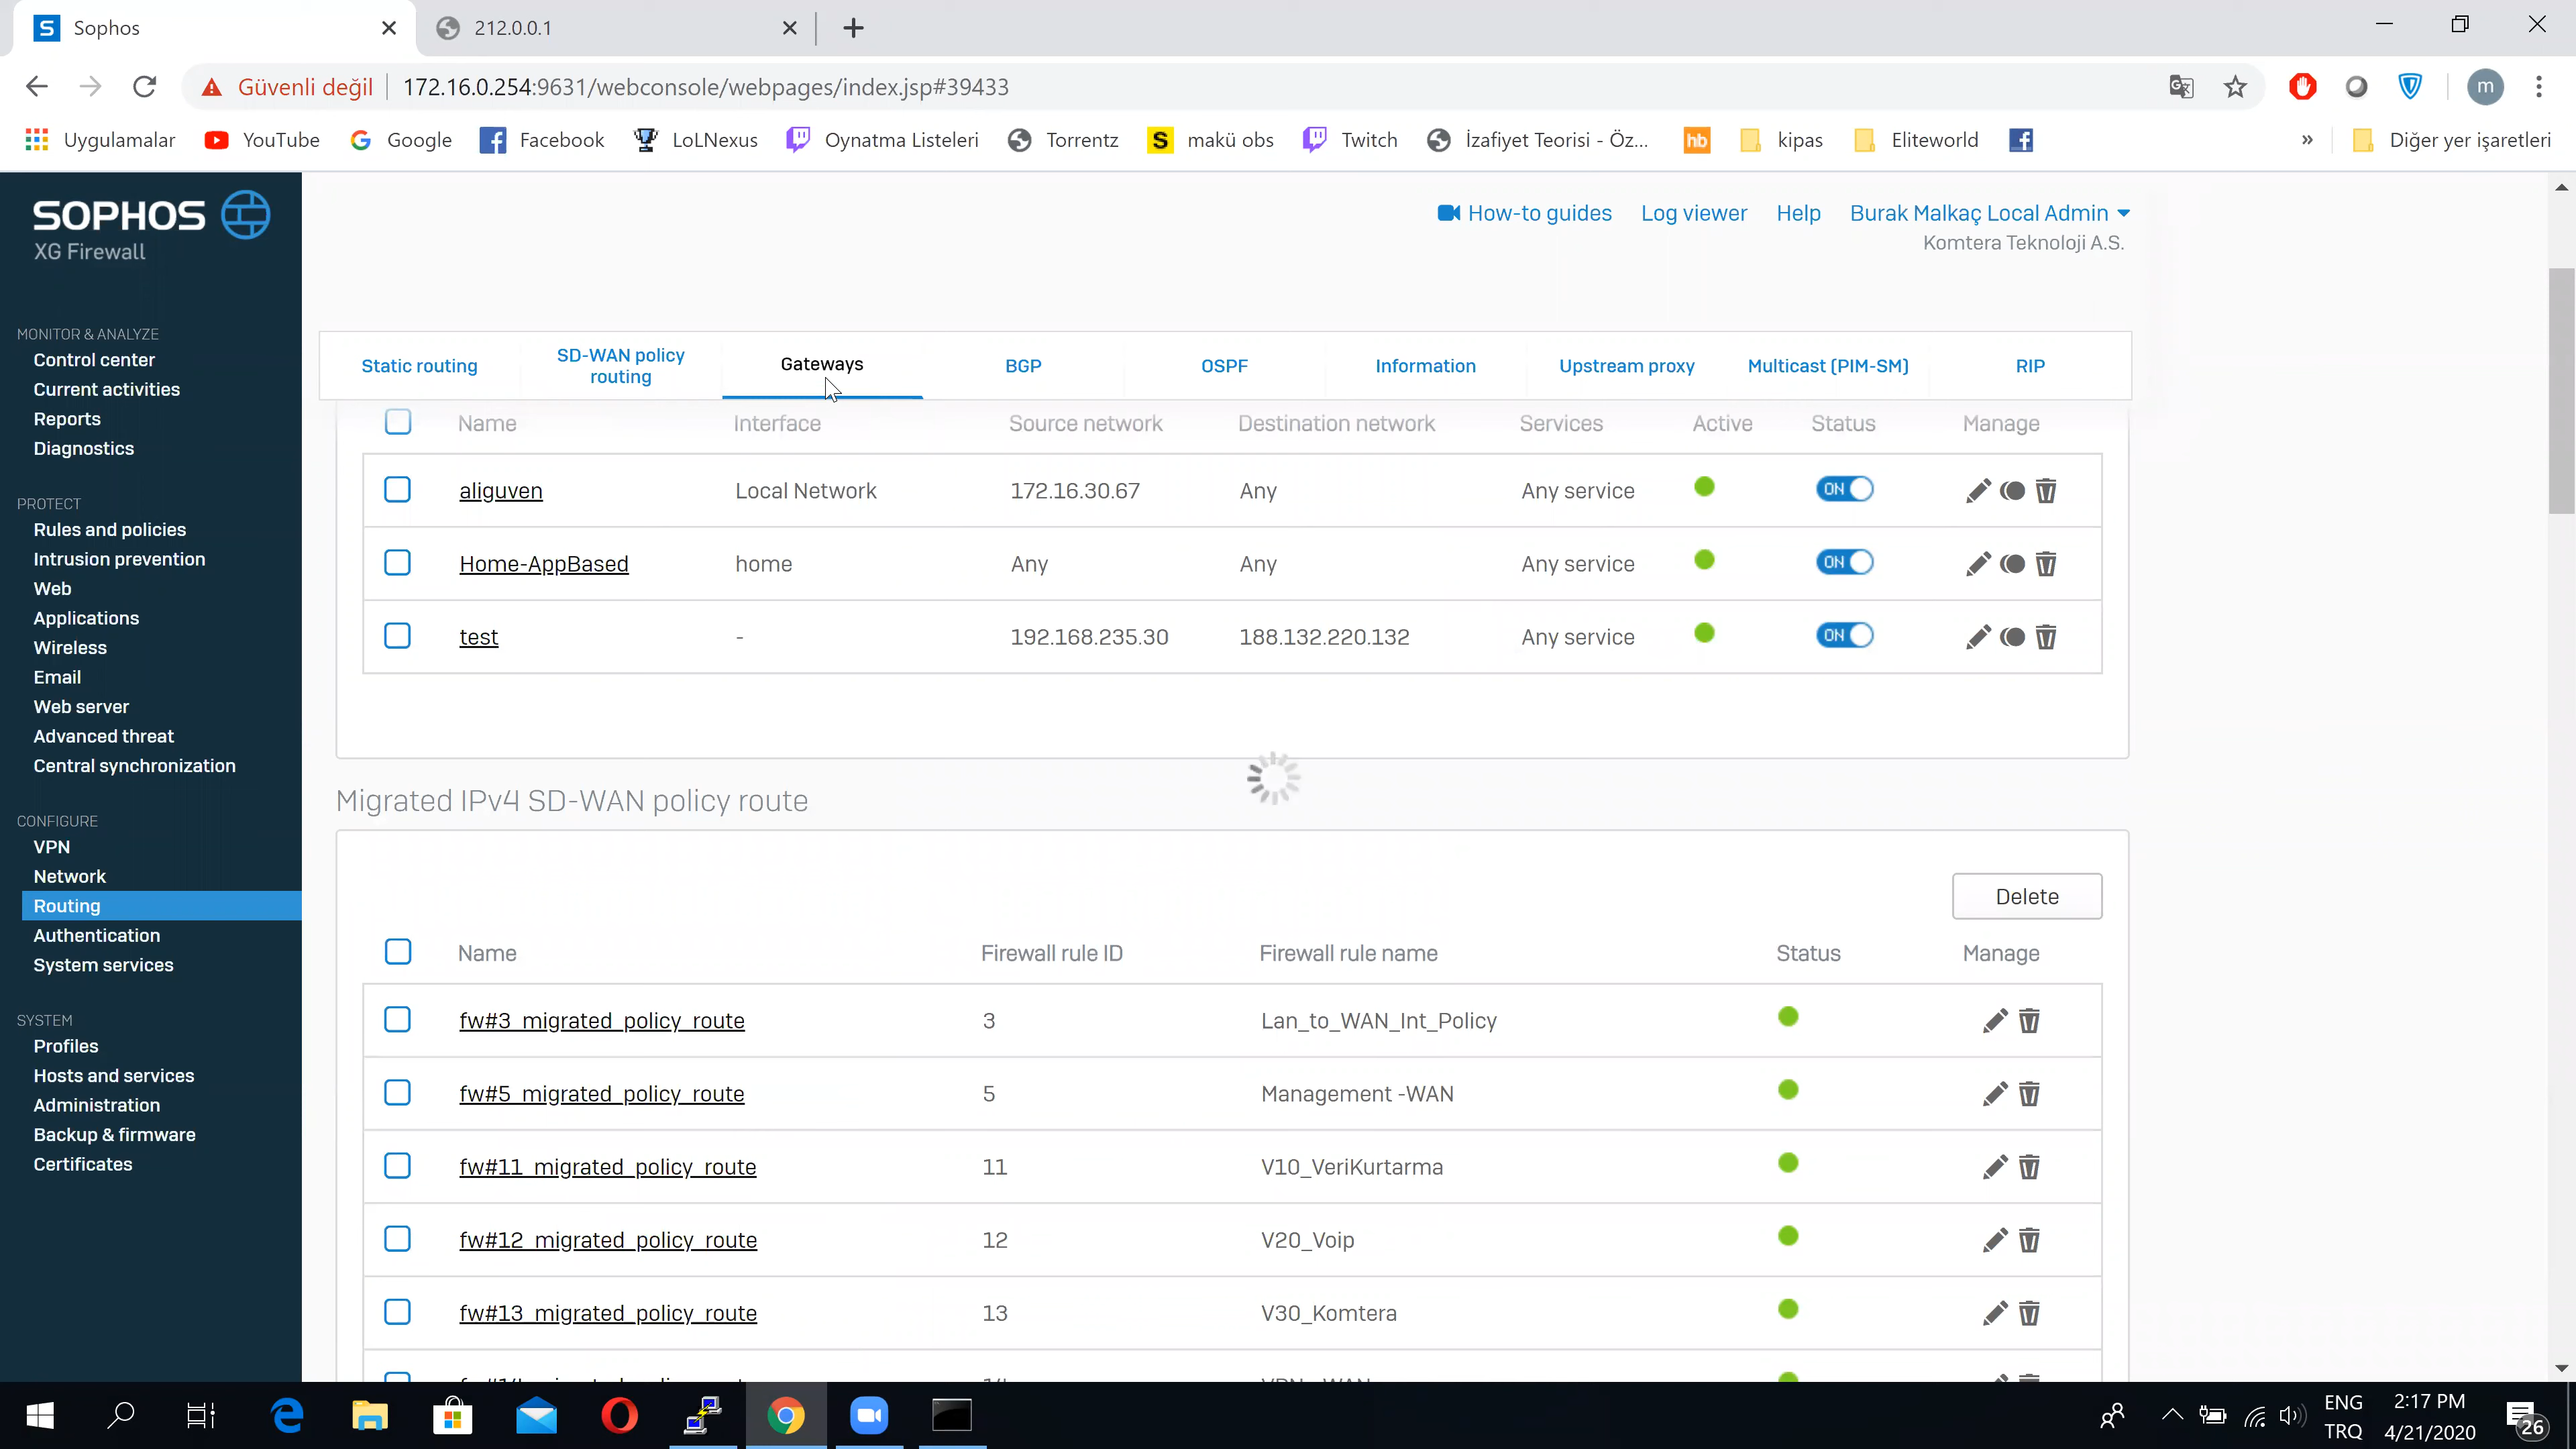 Sophos
212.0.0.1
Güvenli değil
172.16.0.254:9631/webconsole/webpages/index.jsp#39433
m
Uygulamalar
YouTube
Google
Facebook
LoLNexus
Oynatma Listeleri
Torrentz
makü obs
Twitch
İzafiyet Teorisi - Öz...
hb
kipas
Eliteworld
»
Diğer yer işaretleri
SOPHOS
XG Firewall
How-to guides
Log viewer
Help
Burak Malkaç Local Admin
Komtera Teknoloji A.S.
MONITOR & ANALYZE
Control center
Current activities
Reports
Diagnostics
PROTECT
Rules and policies
Intrusion prevention
Web
Applications
Wireless
Email
Web server
Advanced threat
Central synchronization
CONFIGURE
VPN
Network
Routing
Authentication
System services
SYSTEM
Profiles
Hosts and services
Administration
Backup & firmware
Certificates
Static routing
SD-WAN policy
routing
Gateways
BGP
OSPF
Information
Upstream proxy
Multicast (PIM-SM)
RIP
Name Interface Source network Destination network Services Active Status Manage
aliguven Local Network 172.16.30.67 Any Any service ON
Home-AppBased home Any Any Any service ON
test - 192.168.235.30 188.132.220.132 Any service ON
Migrated IPv4 SD-WAN policy route
Delete
Name Firewall rule ID Firewall rule name Status Manage
fw#3_migrated_policy_route 3 Lan_to_WAN_Int_Policy
fw#5_migrated_policy_route 5 Management -WAN
fw#11_migrated_policy_route 11 V10_VeriKurtarma
fw#12_migrated_policy_route 12 V20_Voip
fw#13_migrated_policy_route 13 V30_Komtera
ENG
TRQ
2:17 PM
4/21/2020
26